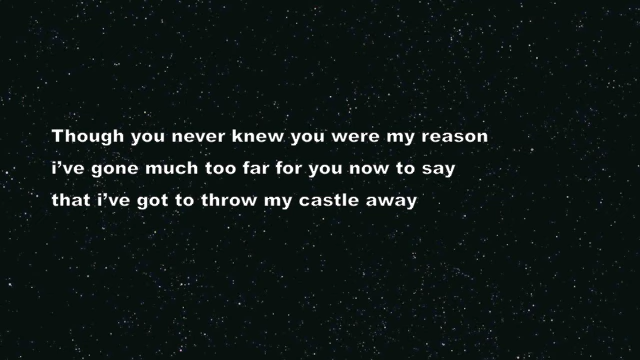 Though you never knew you were my reason
i've gone much too far for you now to say
that i've got to throw my castle away